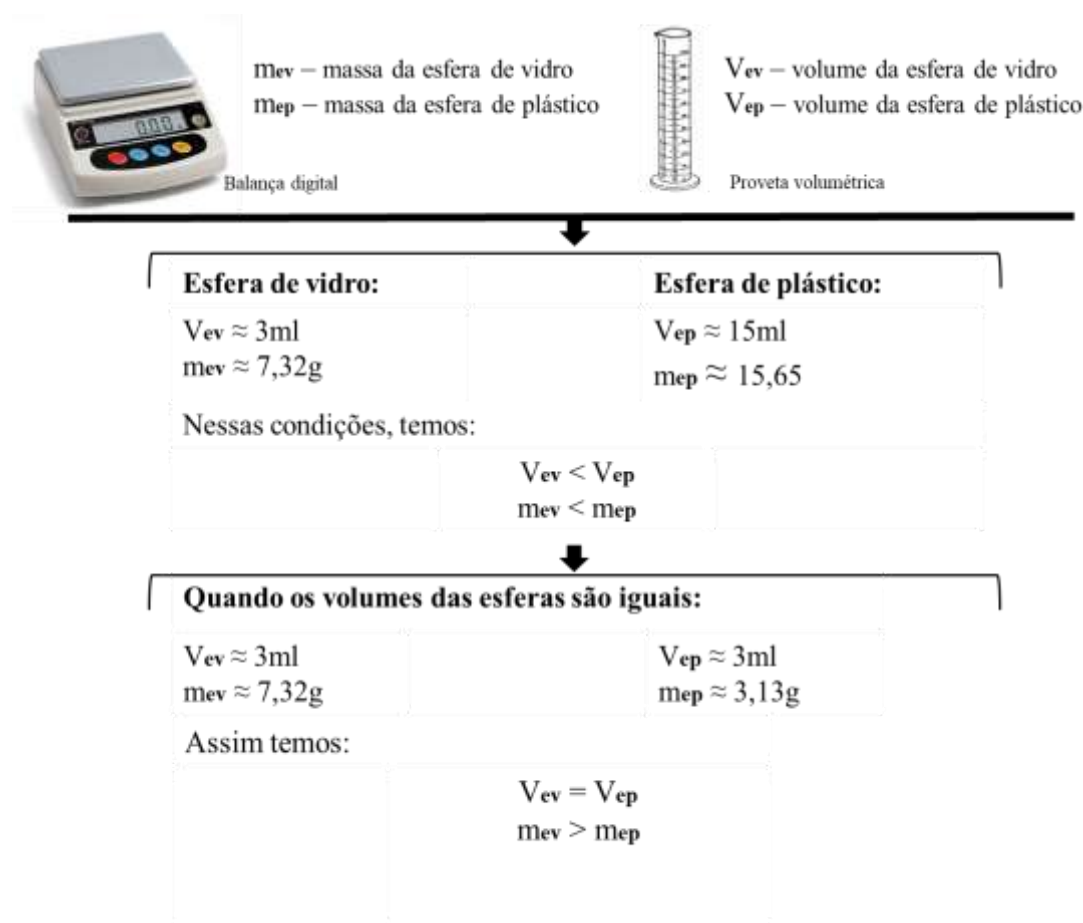 mev – massa da esfera de vidro
mep – massa da esfera de plástico
Balança digital
0.00
Vev – volume da esfera de vidro
Vep – volume da esfera de plástico
Proveta volumétrica
Esfera de vidro:
Esfera de plástico:
Vev ≈ 3ml
mev ≈ 7,32g
Vep ≈ 15ml
mep ≈ 15,65
Nessas condições, temos:
Vev < Vep
mev < mep
Quando os volumes das esferas são iguais:
Vev ≈ 3ml
mev ≈ 7,32g
Vep ≈ 3ml
mep ≈ 3,13g
Assim temos:
Vev = Vep
mev > mep